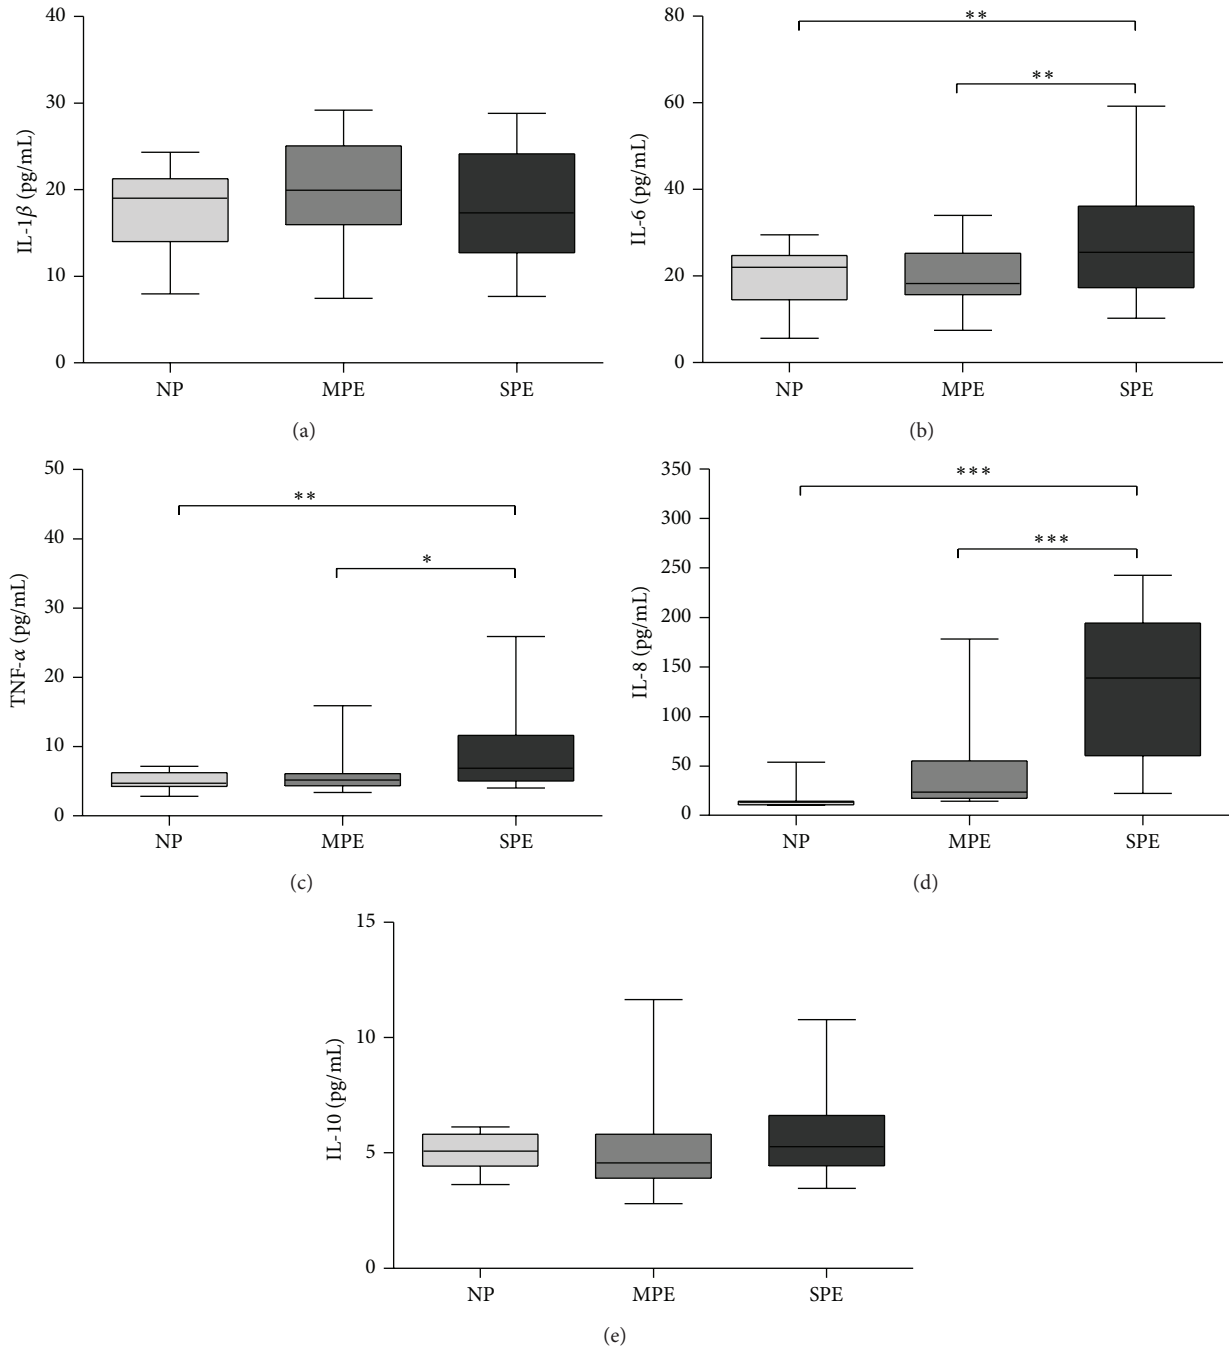 40
30
20
10
0
IL-1β (pg/mL)
NP MPE SPE
(a)
80
60
40
20
0
IL-6 (pg/mL)
**
**
NP MPE SPE
(b)
50
40
30
20
10
0
TNF-α (pg/mL)
**
*
NP MPE SPE
(c)
350
300
250
200
150
100
50
0
IL-8 (pg/mL)
***
***
NP MPE SPE
(d)
15
10
5
0
IL-10 (pg/mL)
NP MPE SPE
(e)